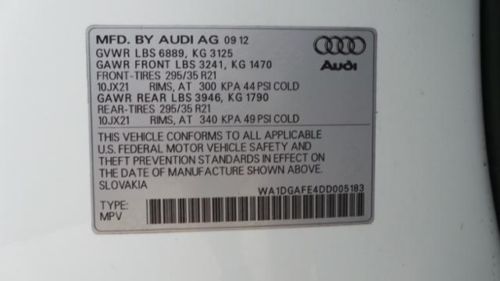 MFD. BY AUDI AG 09 12
GVWR LBS 6889, KG 3125
GAWR FRONT LBS 3241, KG 1470
FRONT-TIRES 295/35 R21
10JX21 RIMS, AT 300 KPA 44 PSI COLD
GAWR REAR LBS 3946, KG 1790
REAR-TIRES 295/35 R21
10JX21 RIMS, AT 340 KPA 49 PSI COLD
Audi
THIS VEHICLE CONFORMS TO ALL APPLICABLE
U.S. FEDERAL MOTOR VEHICLE SAFETY AND
THEFT PREVENTION STANDARDS IN EFFECT ON
THE DATE OF MANUFACTURE SHOWN ABOVE.
SLOVAKIA WA1DGAFE4DD005183
TYPE:
MPV